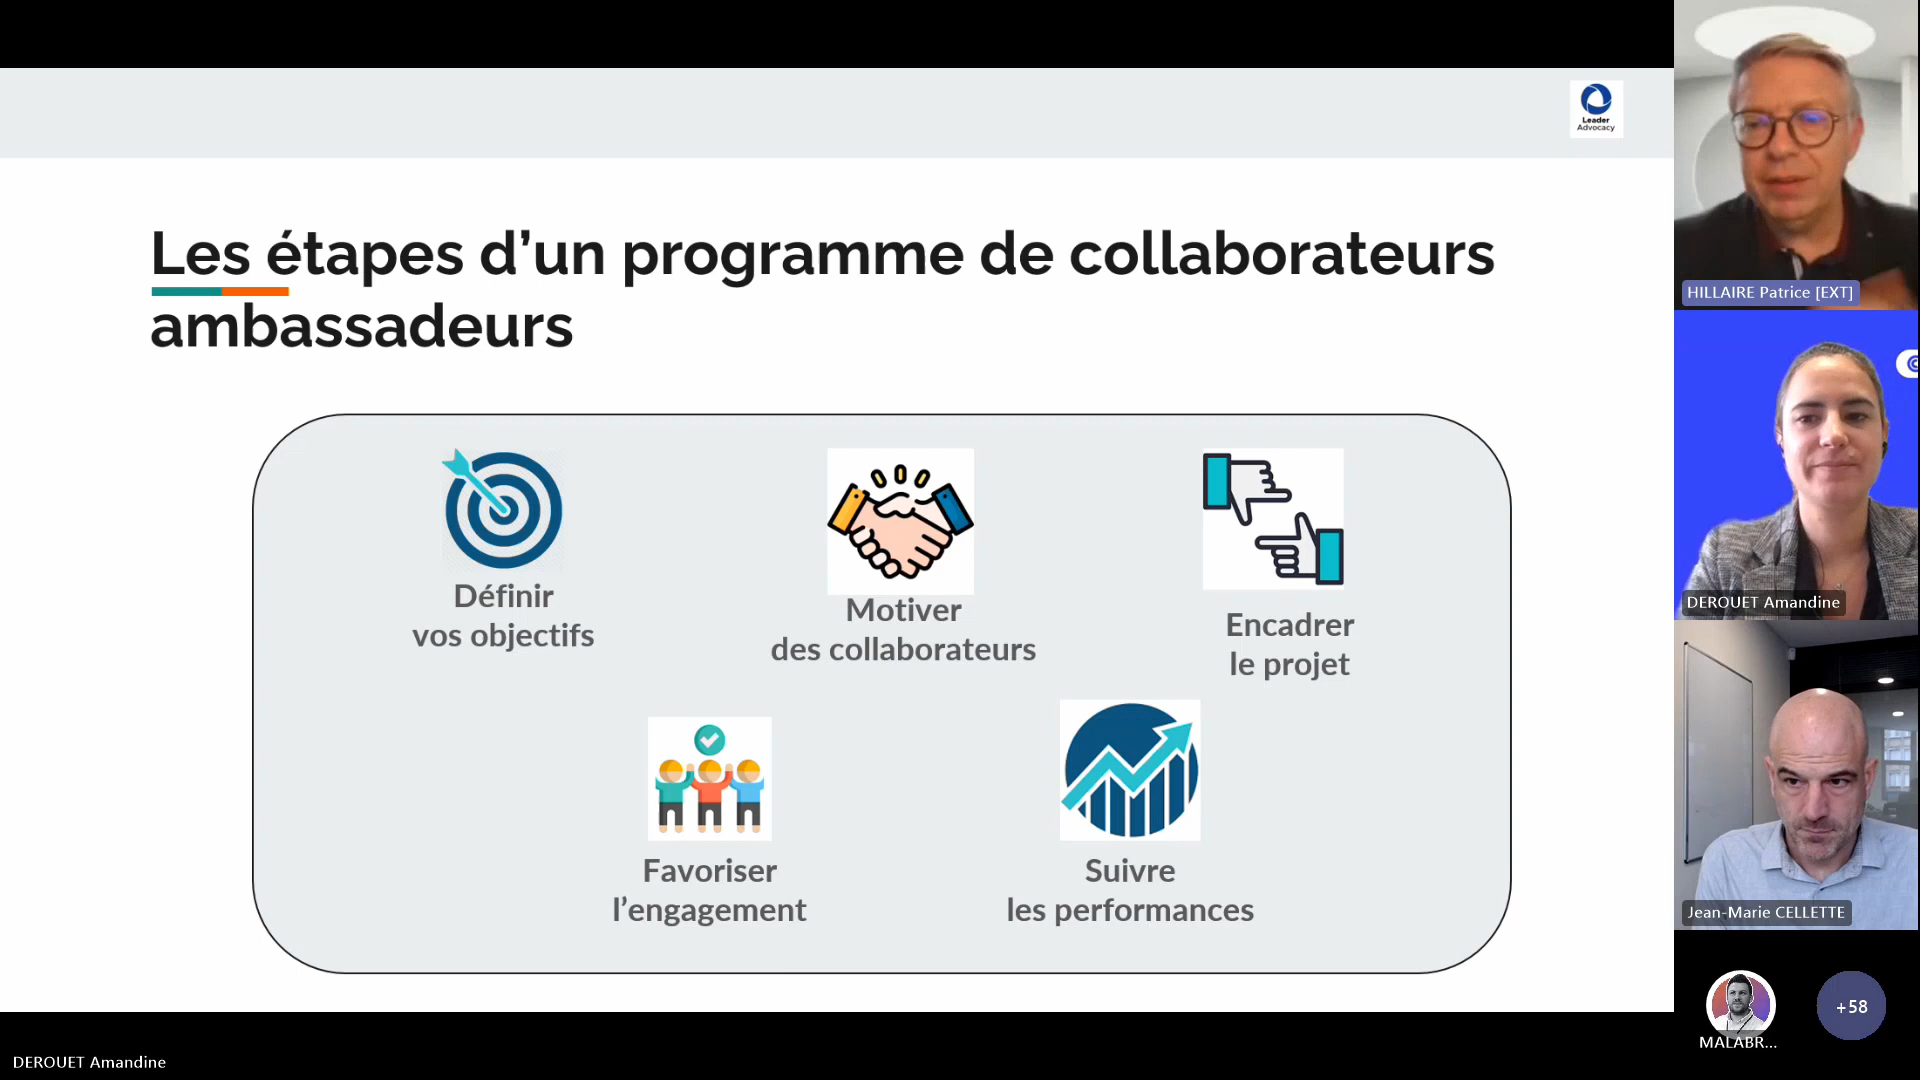 Leader
Advocacy
Les étapes d’un programme de collaborateurs
ambassadeurs
Définir
vos objectifs
Motiver
des collaborateurs
Encadrer
le projet
Favoriser
l’engagement
Suivre
les performances
HILLAIRE Patrice [EXT]
DEROUET Amandine
Jean-Marie CELLETTE
MALABR...
+58
DEROUET Amandine